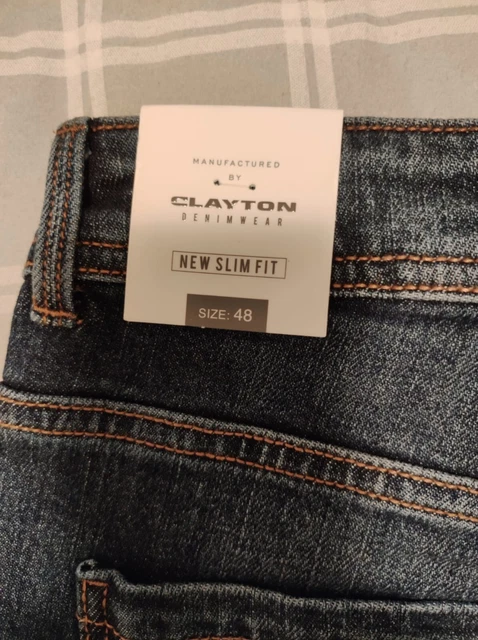 MANUFACTURED
BY
CLAYTON
DENIMWEAR
NEW SLIM FIT
SIZE: 48